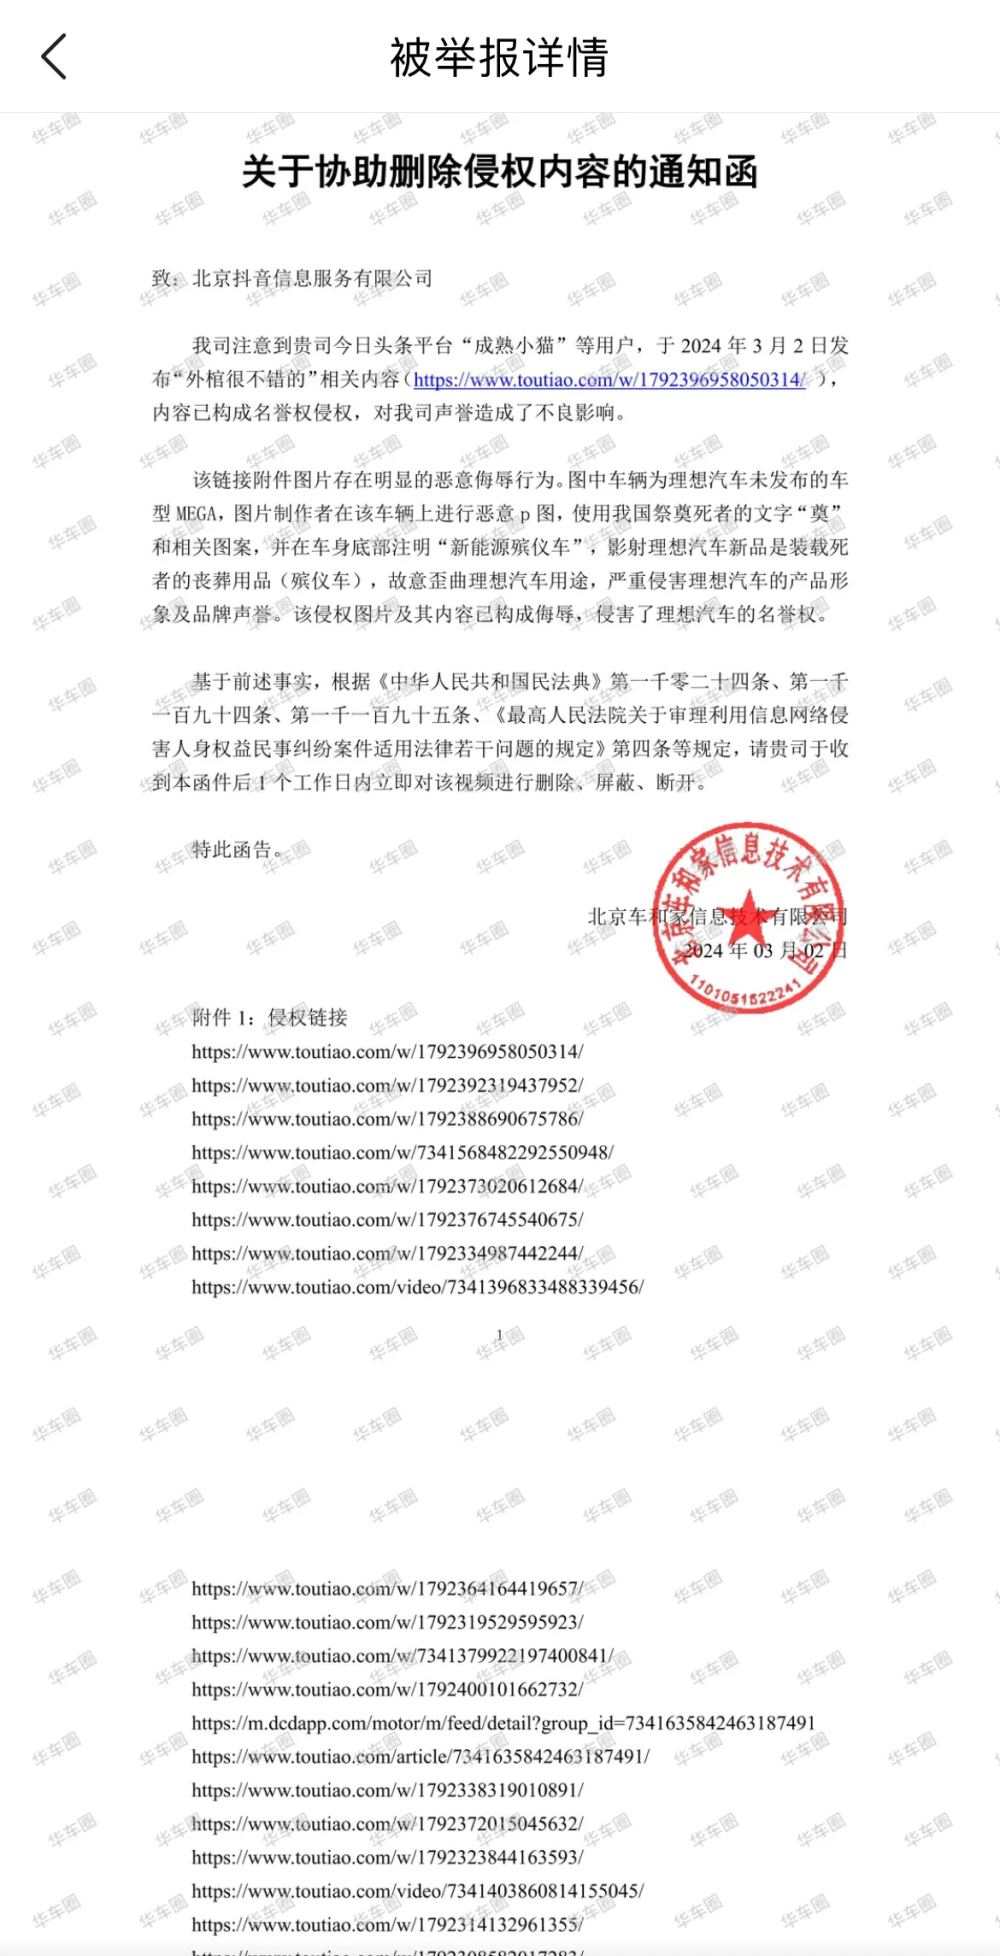 被举报详情
关于协助删除侵权内容的通知函
致：北京抖音信息服务有限公司
我司注意到贵司今日头条平台“成熟小猫”等用户，于 2024 年 3 月 2 日发
布“外棺很不错的”相关内容（https://www.toutiao.com/w/1792396958050314/ ），
内容已构成名誉权侵权，对我司声誉造成了不良影响。
该链接附件图片存在明显的恶意侮辱行为。图中车辆为理想汽车未发布的车
型 MEGA，图片制作者在该车辆上进行恶意 p 图，使用我国祭奠死者的文字“奠”
和相关图案，并在车身底部注明“新能源殡仪车”，影射理想汽车新品是装载死
者的丧葬用品（殡仪车），故意歪曲理想汽车用途，严重侵害理想汽车的产品形
象及品牌声誉。该侵权图片及其内容已构成侮辱，侵害了理想汽车的名誉权。
基于前述事实，根据《中华人民共和国民法典》第一千零二十四条、第一千
一百九十四条、第一千一百九十五条、《最高人民法院关于审理利用信息网络侵
害人身权益民事纠纷案件适用法律若干问题的规定》第四条等规定，请贵司于收
到本函件后 1 个工作日内立即对该视频进行删除、屏蔽、断开。
特此函告。
北京车和家信息技术有限公司
2024 年 03 月 02 日
北京车和家信息技术有限公司
1101051622241
附件 1：侵权链接
https://www.toutiao.com/w/1792396958050314/
https://www.toutiao.com/w/1792392319437952/
https://www.toutiao.com/w/1792388690675786/
https://www.toutiao.com/w/7341568482292550948/
https://www.toutiao.com/w/1792373020612684/
https://www.toutiao.com/w/1792376745540675/
https://www.toutiao.com/w/1792334987442244/
https://www.toutiao.com/video/7341396833488339456/
1
https://www.toutiao.com/w/1792364164419657/
https://www.toutiao.com/w/1792319529595923/
https://www.toutiao.com/w/7341379922197400841/
https://www.toutiao.com/w/1792400101662732/
https://m.dcdapp.com/motor/m/feed/detail?group_id=7341635842463187491
https://www.toutiao.com/article/7341635842463187491/
https://www.toutiao.com/w/1792338319010891/
https://www.toutiao.com/w/1792372015045632/
https://www.toutiao.com/w/1792323844163593/
https://www.toutiao.com/video/7341403860814155045/
https://www.toutiao.com/w/1792314132961355/
华车圈